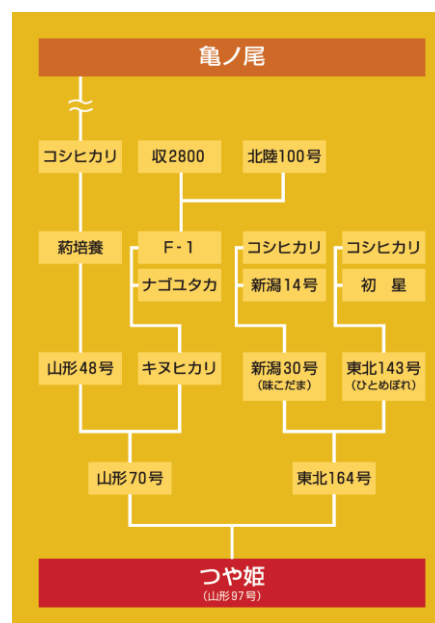 亀ノ尾
コシヒカリ
収2800
北陸100号
葯培養
F-1
コシヒカリ
コシヒカリ
ナゴユタカ
新潟14号
初 星
山形48号
キヌヒカリ
新潟30号
(味こだま)
東北143号
(ひとめぼれ)
山形70号
東北164号
つや姫
(山形97号)